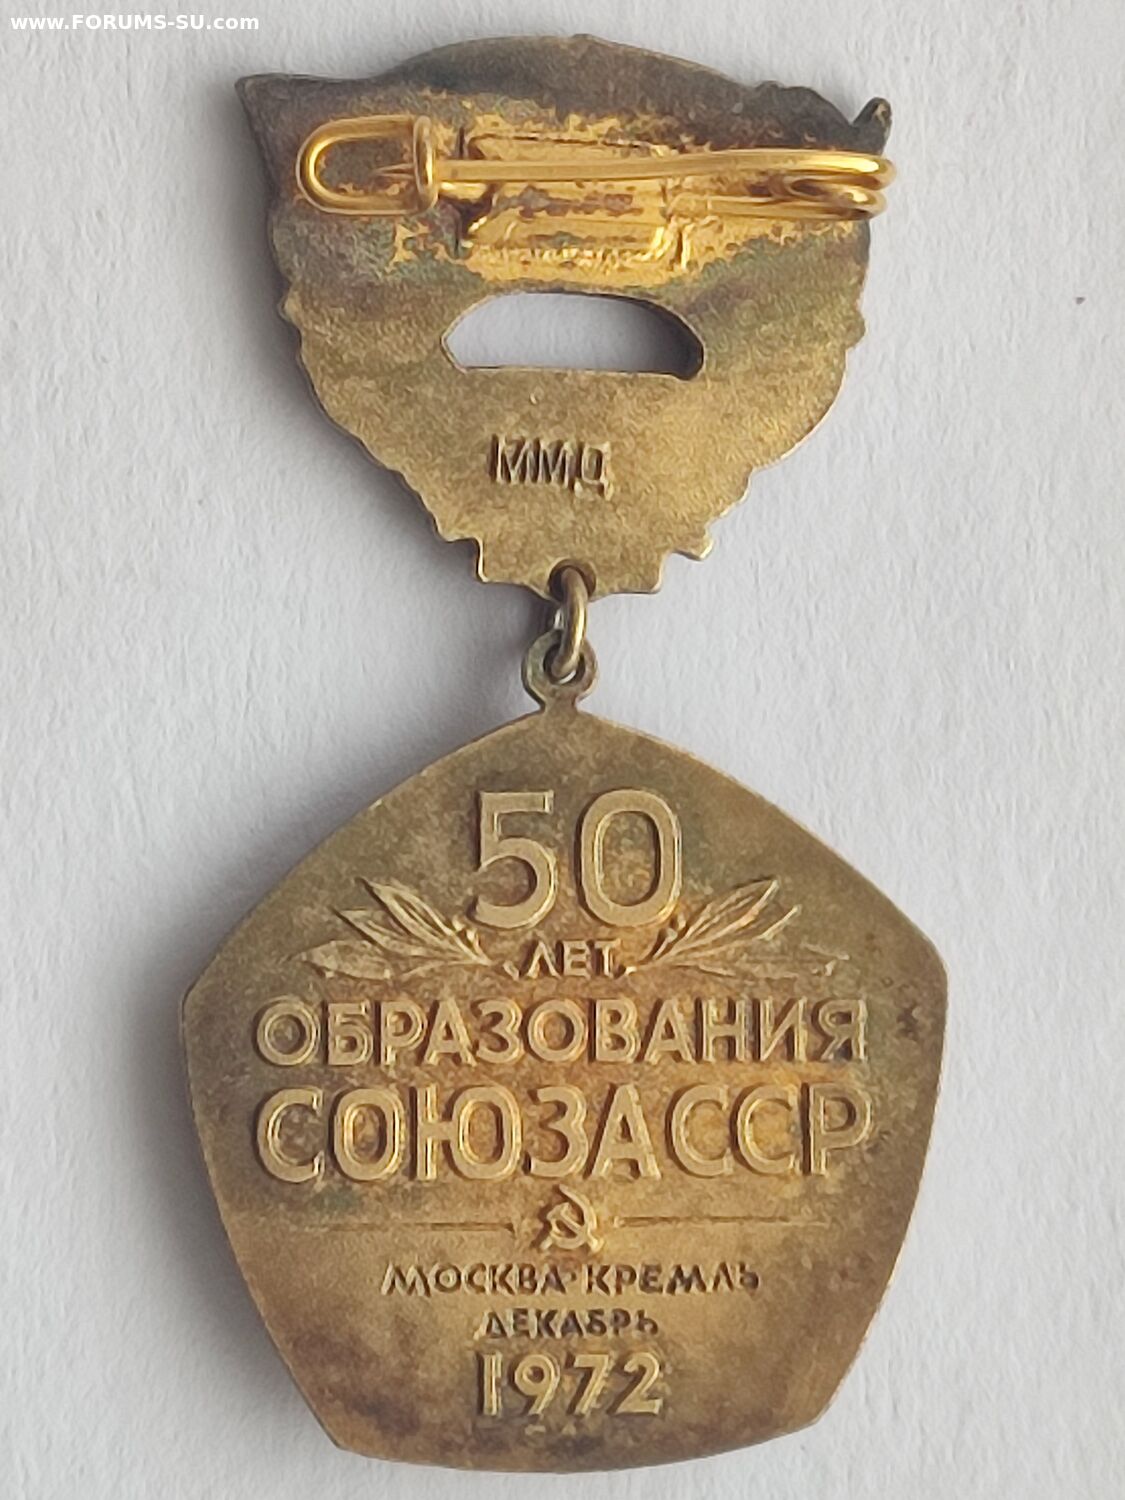 www.FORUMS-SU.com
ММД
50
ЛЕТ
ОБРАЗОВАНИЯ
СОЮЗА ССР
МОСКВА·КРЕМЛЬ
ДЕКАБРЬ
1972